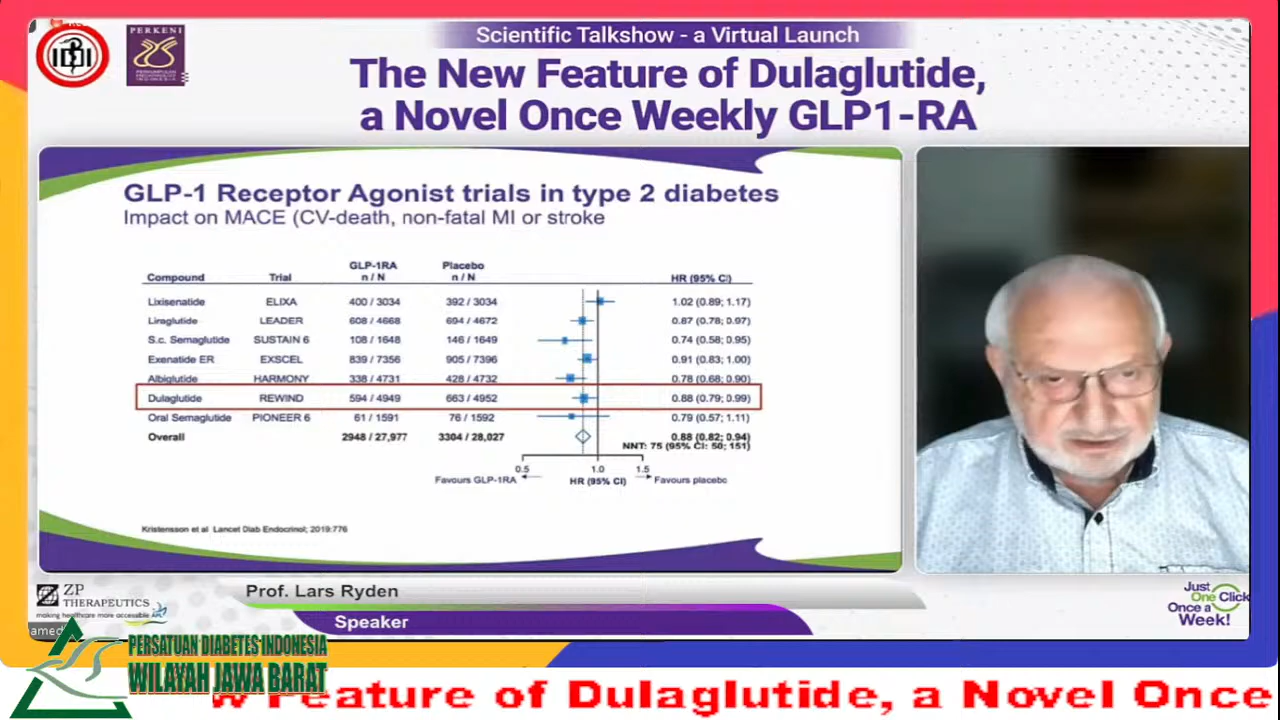 Scientific Talkshow - a Virtual Launch
The New Feature of Dulaglutide,
a Novel Once Weekly GLP1-RA
IDI
PERKENI
GLP-1 Receptor Agonist trials in type 2 diabetes
Impact on MACE (CV-death, non-fatal MI or stroke
GLP-1RA Placebo
Compound Trial n / N n / N HR (95% CI)
Lixisenatide ELIXA 400 / 3034 392 / 3034 1.02 (0.89; 1.17)
Liraglutide LEADER 608 / 4668 694 / 4672 0.87 (0.78; 0.97)
S.c. Semaglutide SUSTAIN 6 108 / 1648 146 / 1649 0.74 (0.58; 0.95)
Exenatide ER EXSCEL 839 / 7356 905 / 7396 0.91 (0.83; 1.00)
Albiglutide HARMONY 338 / 4731 428 / 4732 0.78 (0.68; 0.90)
Dulaglutide REWIND 594 / 4949 663 / 4952 0.88 (0.79; 0.99)
Oral Semaglutide PIONEER 6 61 / 1591 76 / 1592 0.79 (0.57; 1.11)
Overall 2948 / 27,977 3304 / 28,027 0.88 (0.82; 0.94)
NNT: 75 (95% CI: 50; 151)
0.5 1.0 1.5
Favours GLP-1RA HR (95% CI) Favours placebo
Kristensson et al Lancet Diab Endocrinol; 2019:776
ZP
THERAPEUTICS
making healthcare more accessible
Prof. Lars Ryden
Speaker
Just
One Click
Once a
Week!
PERSATUAN DIABETES INDONESIA
WILAYAH JAWA BARAT
w Feature of Dulaglutide, a Novel Once